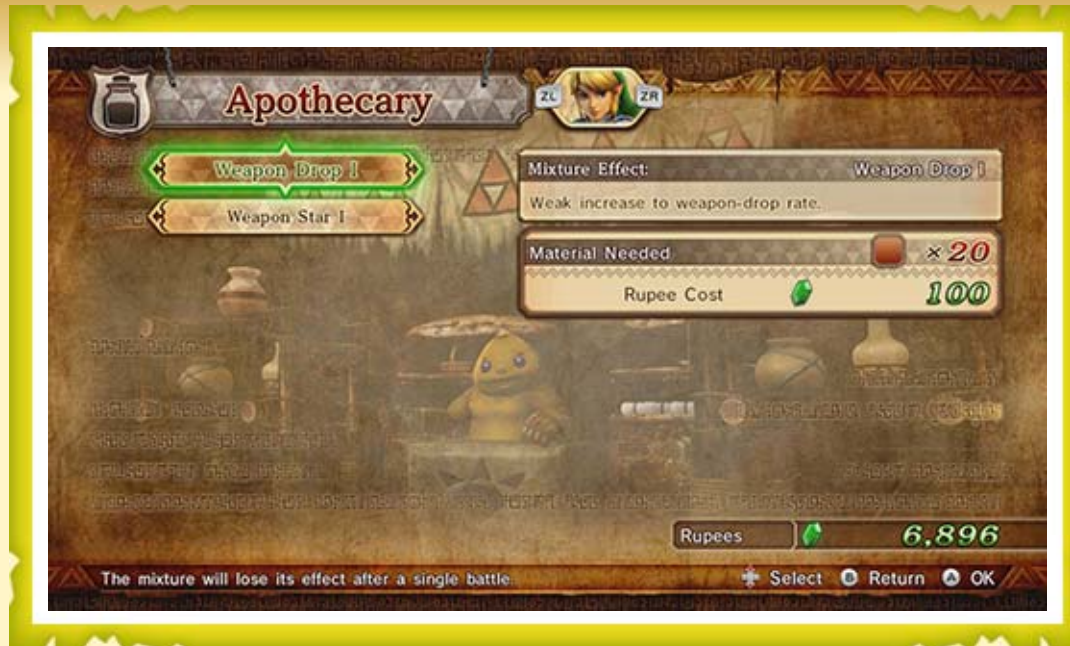 Apothecary
ZL
ZR
Weapon Drop I
Weapon Star I
Mixture Effect: Weapon Drop I
Weak increase to weapon-drop rate.
Material Needed ×20
Rupee Cost 100
Rupees 6,896
The mixture will lose its effect after a single battle.
Select B Return A OK